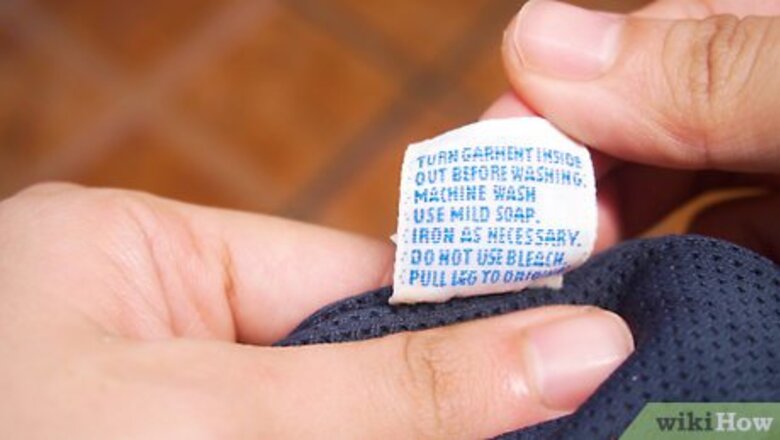 TURN GARMENT INSIDE
OUT BEFORE WASHING.
MACHINE WASH
USE MILD SOAP.
IRON AS NECESSARY.
DO NOT USE BLEACH.
PULL LEG TO
wikiHow